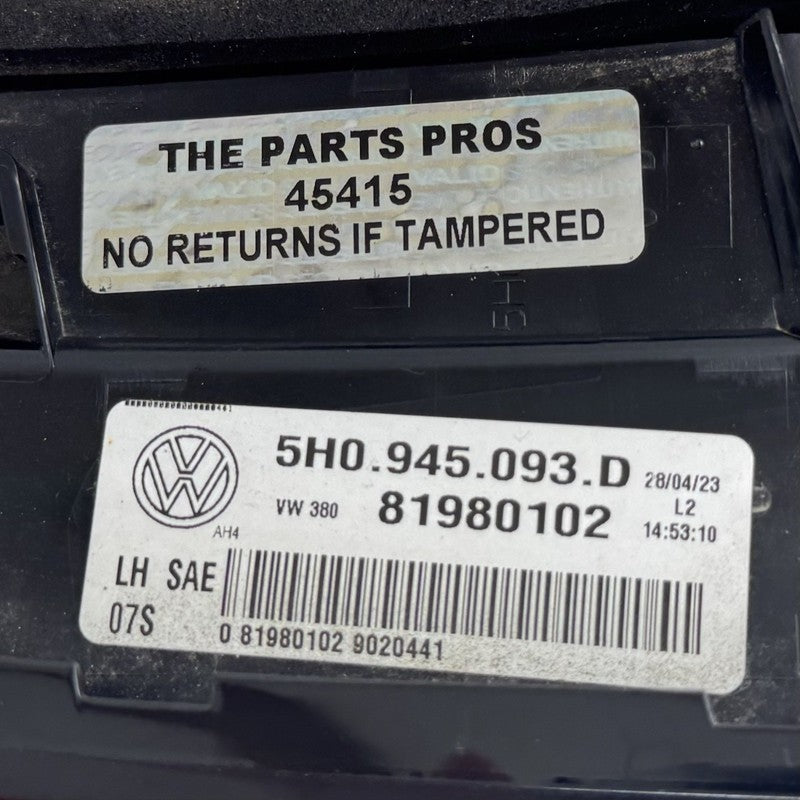 THE PARTS PROS
45415
NO RETURNS IF TAMPERED
5H0.945.093.D
28/04/23
VW 380
81980102
L2
14:53:10
AH4
LH SAE
07S
0 81980102 9020441